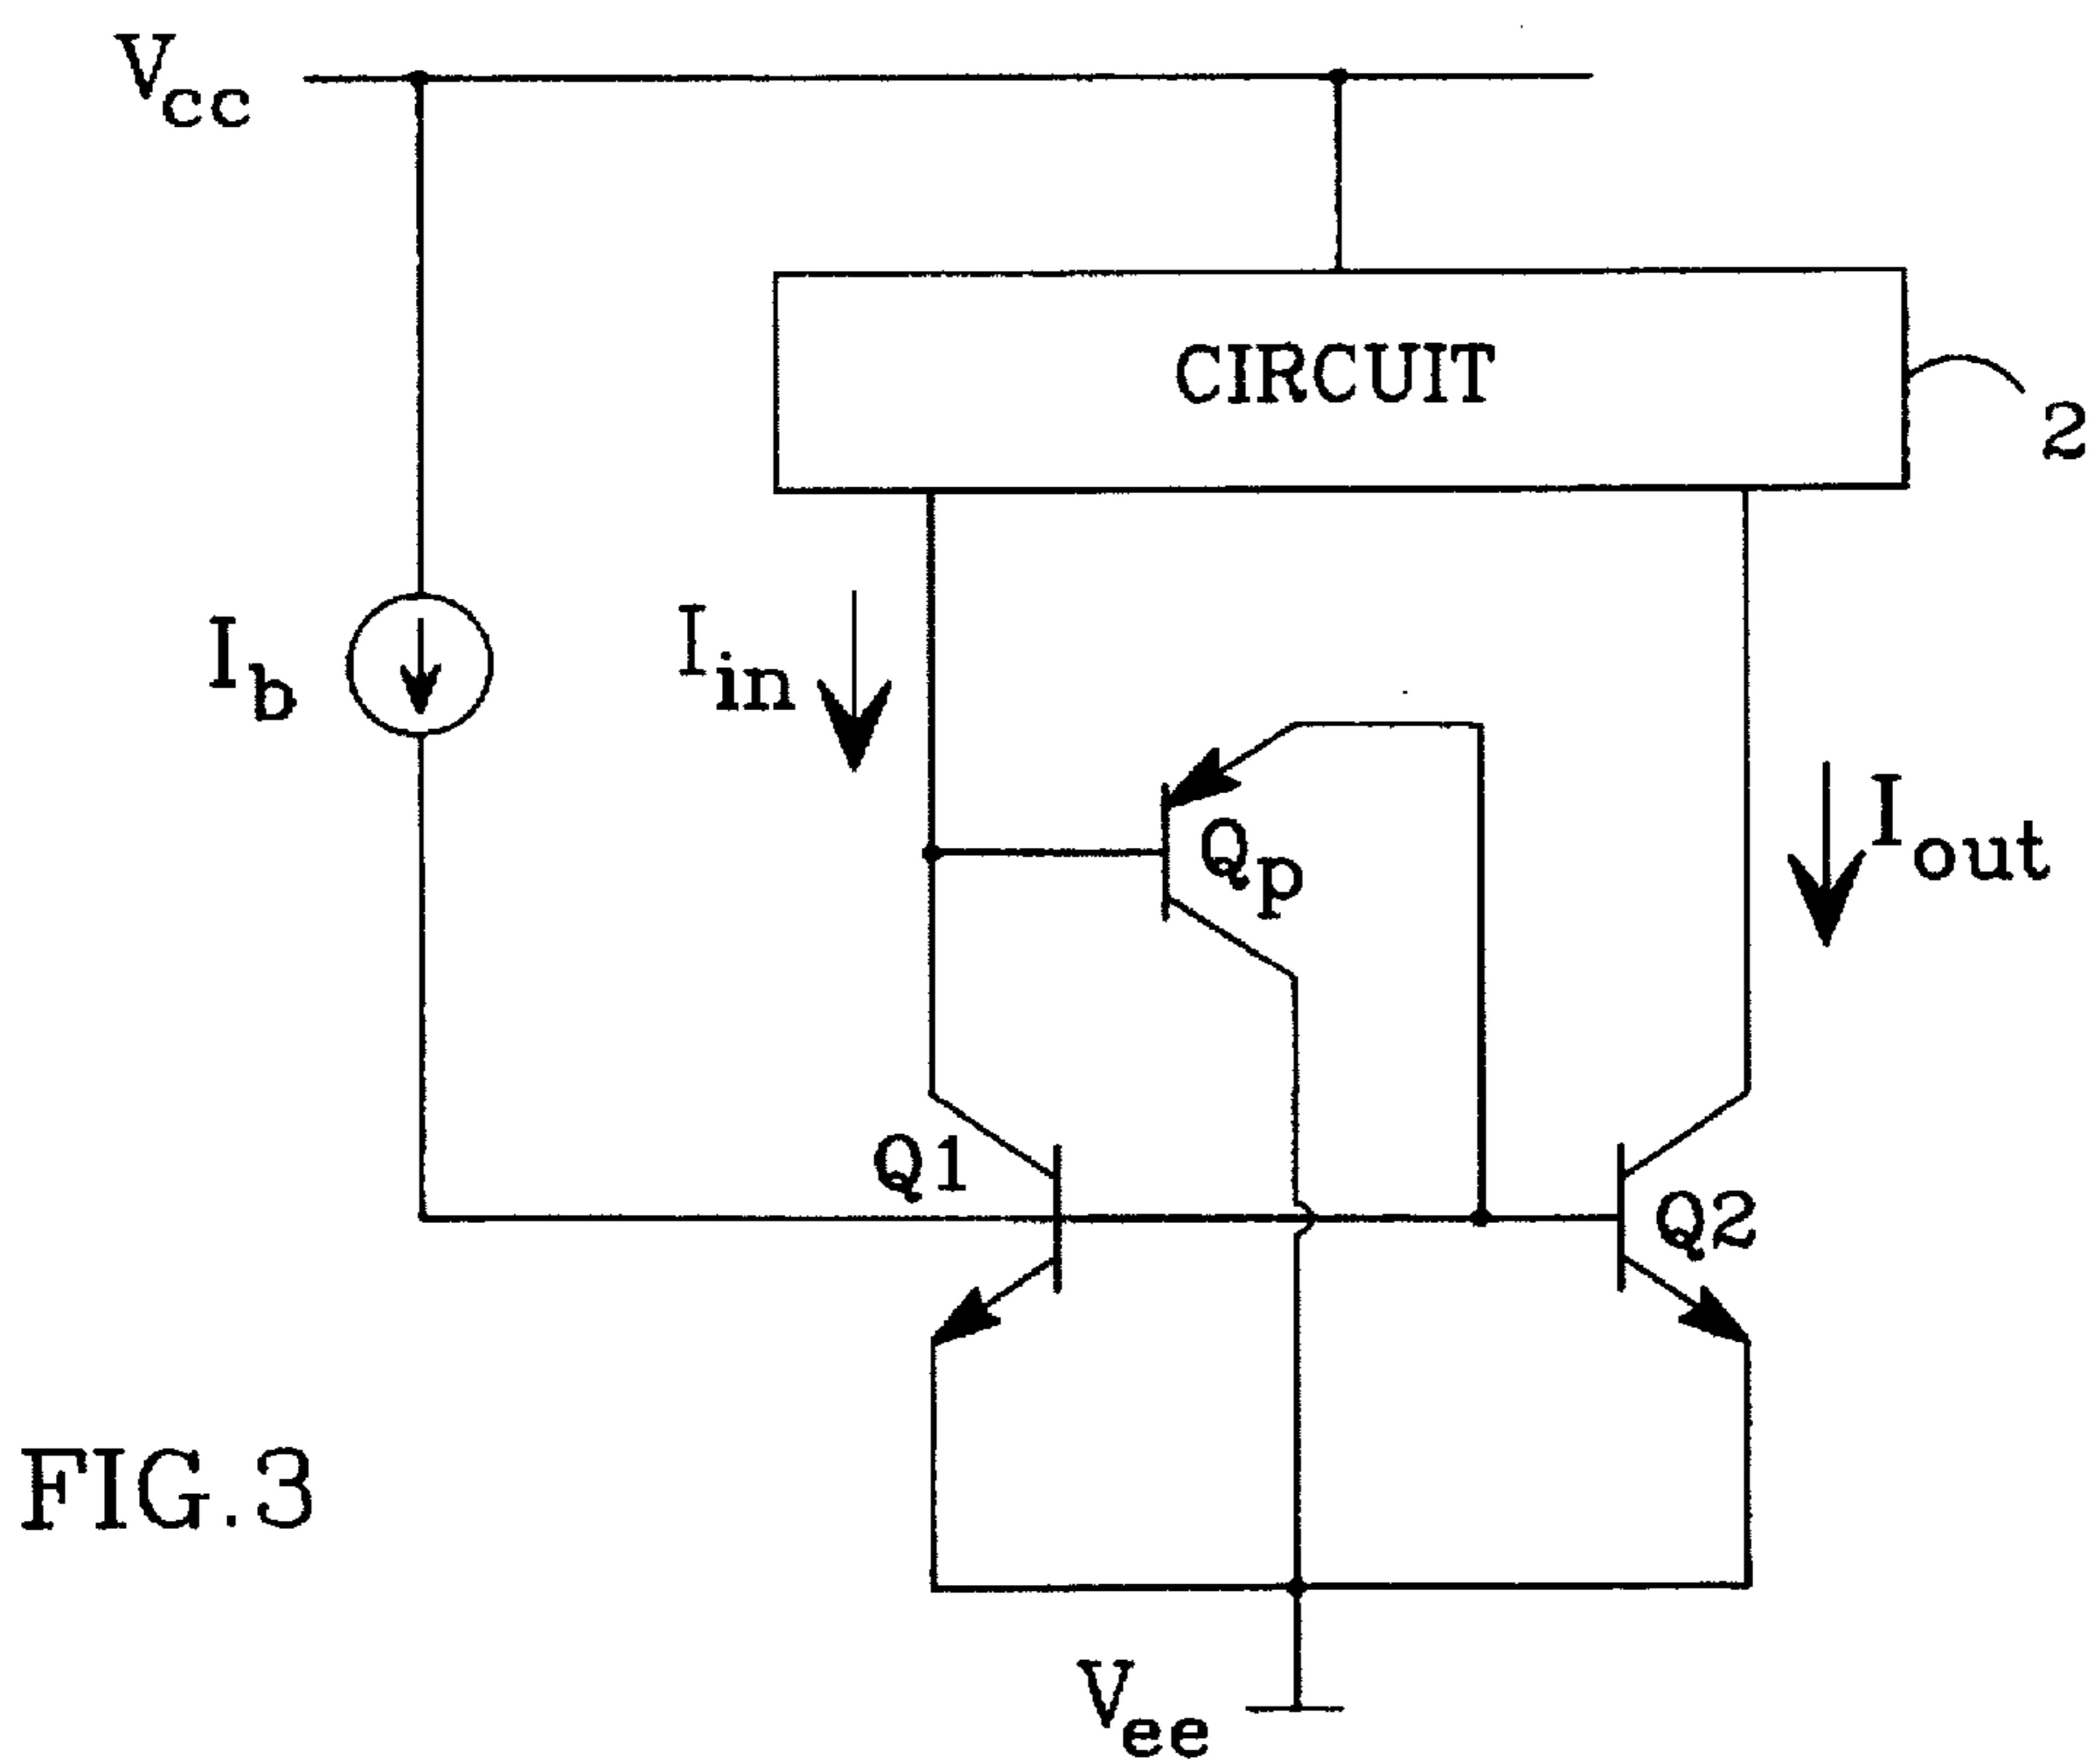 Vcc
CIRCUIT
2
Ib
Iin
Qp
Iout
Q1
Q2
FIG.3
Vee